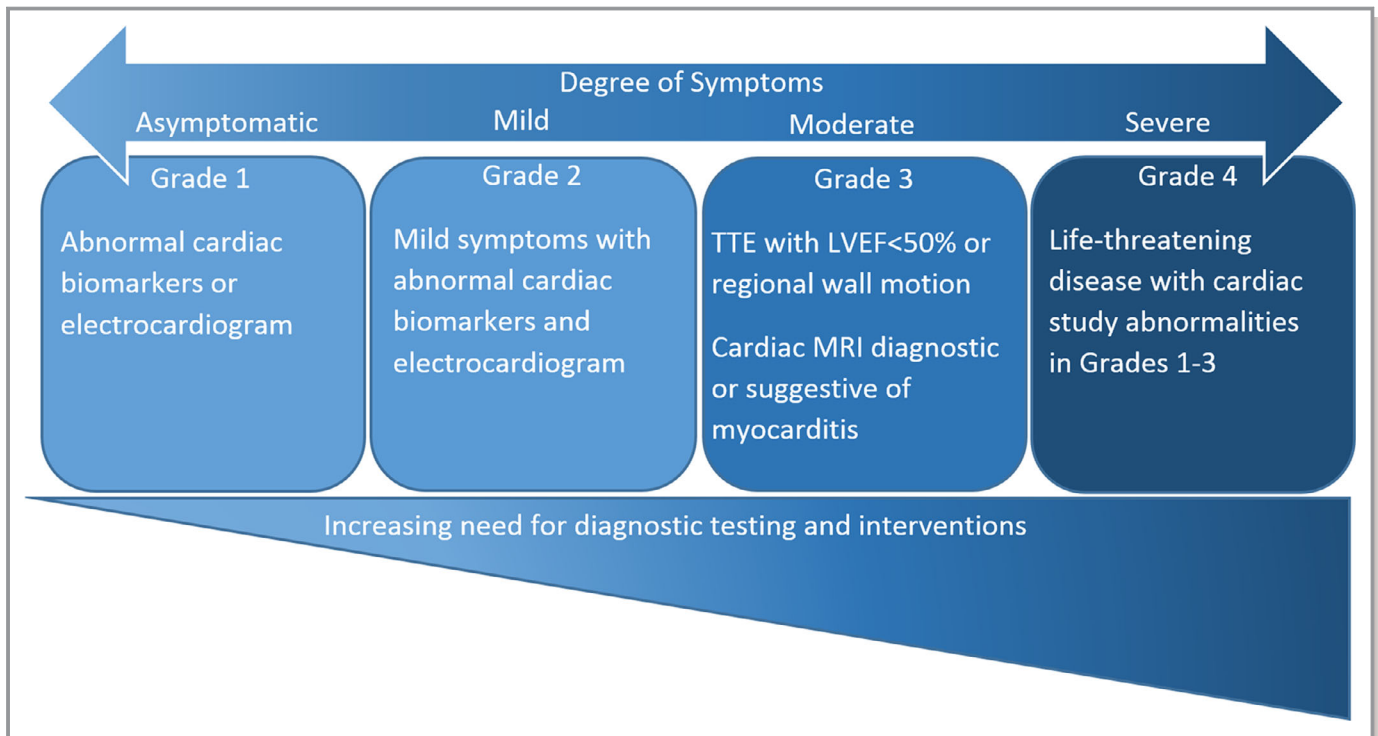 Degree of Symptoms
Asymptomatic
Mild
Moderate
Severe
Grade 1
Abnormal cardiac
biomarkers or
electrocardiogram
Grade 2
Mild symptoms with
abnormal cardiac
biomarkers and
electrocardiogram
Grade 3
TTE with LVEF<50% or
regional wall motion
Cardiac MRI diagnostic
or suggestive of
myocarditis
Grade 4
Life-threatening
disease with cardiac
study abnormalities
in Grades 1-3
Increasing need for diagnostic testing and interventions